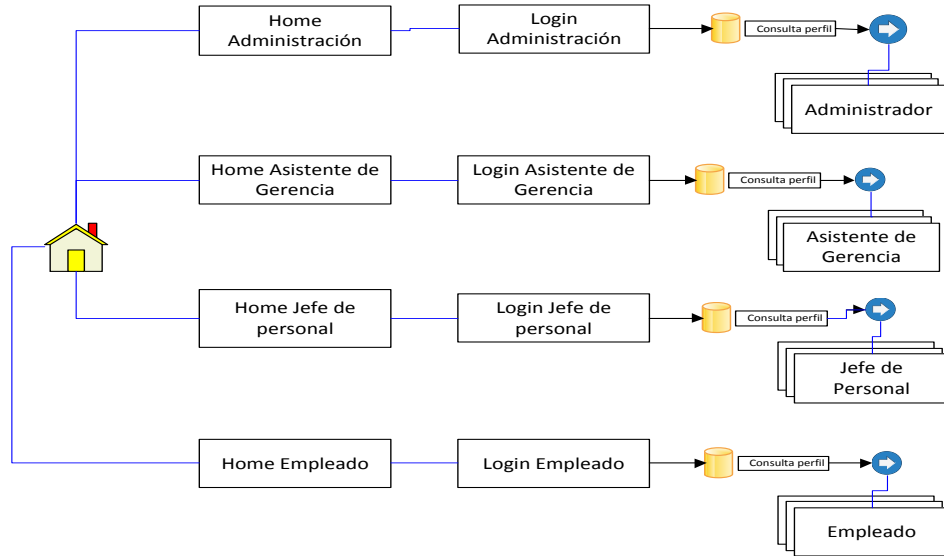 Home
Administración
Login
Administración
Consulta perfil
Administrador
Home Asistente de
Gerencia
Login Asistente de
Gerencia
Consulta perfil
Asistente de
Gerencia
Home Jefe de
personal
Login Jefe de
personal
Consulta perfil
Jefe de
Personal
Home Empleado
Login Empleado
Consulta perfil
Empleado